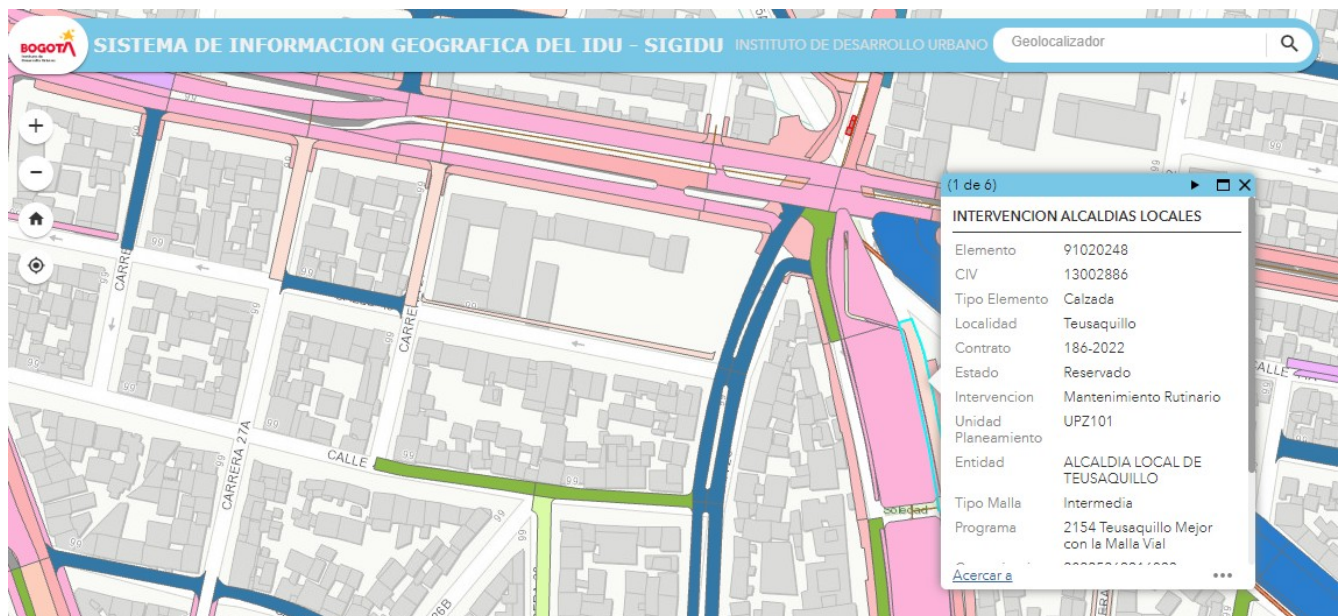 BOGOTÁ
SISTEMA DE INFORMACION GEOGRAFICA DEL IDU - SIGIDU INSTITUTO DE DESARROLLO URBANO
Geolocalizador
(1 de 6)
INTERVENCION ALCALDIAS LOCALES
Elemento 91020248
CIV 13002886
Tipo Elemento Calzada
Localidad Teusaquillo
Contrato 186-2022
Estado Reservado
Intervencion Mantenimiento Rutinario
Unidad UPZ101
Planeamiento
Entidad ALCALDIA LOCAL DE
TEUSAQUILLO
Tipo Malla Intermedia
Programa 2154 Teusaquillo Mejor
con la Malla Vial
Acercar a
CARRERA 27A
CALLE
Soledad